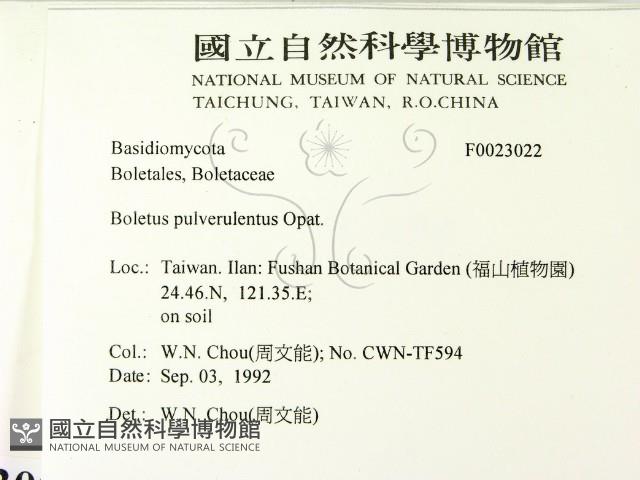 國立自然科學博物館
NATIONAL MUSEUM OF NATURAL SCIENCE
TAICHUNG, TAIWAN, R.O.CHINA
Basidiomycota F0023022
Boletales, Boletaceae
Boletus pulverulentus Opat.
Loc.: Taiwan. Ilan: Fushan Botanical Garden (福山植物園)
24.46.N, 121.35.E;
on soil
Col.: W.N. Chou(周文能); No. CWN-TF594
Date: Sep. 03, 1992
Det.: W.N. Chou(周文能)
國立自然科學博物館
NATIONAL MUSEUM OF NATURAL SCIENCE